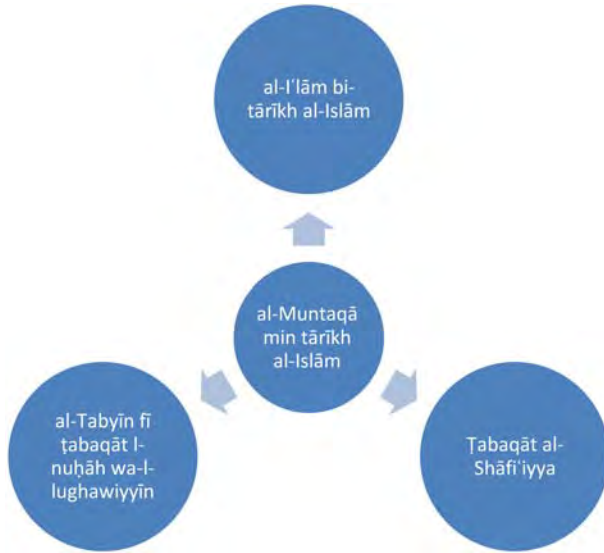 al-Iʿlām bi-
tārīkh al-Islām
al-Muntaqā
min tārīkh
al-Islām
al-Tabyīn fī
ṭabaqāt l-
nuḥāh wa-l-
lughawiyyīn
Ṭabaqāt al-
Shāfiʿiyya